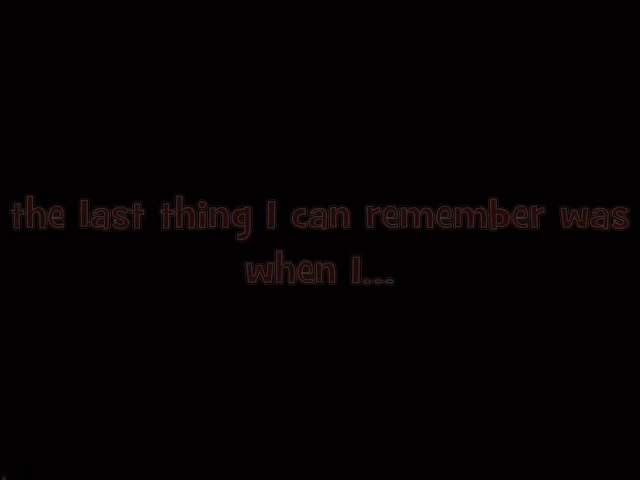 the last thing I can remember was
when I...